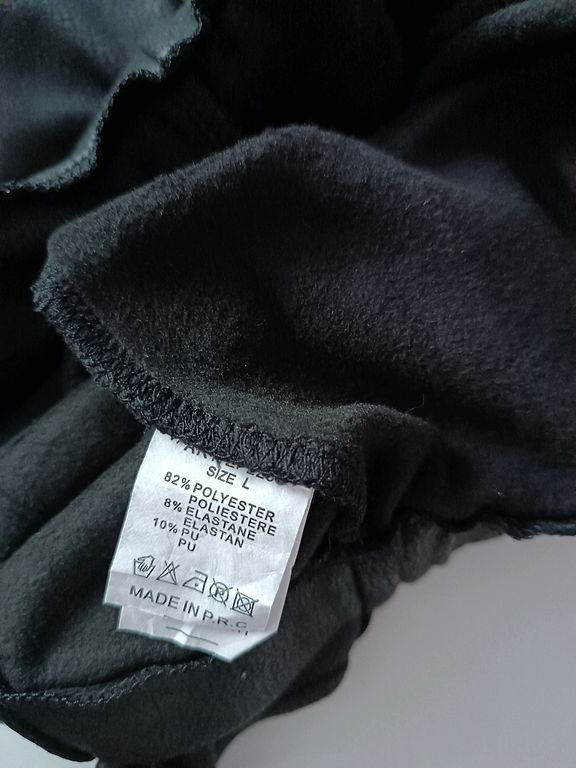 SIZE L
82% POLYESTER
POLIESTERE
8% ELASTANE
ELASTAN
10% PU
PU
MADE IN P.R.C